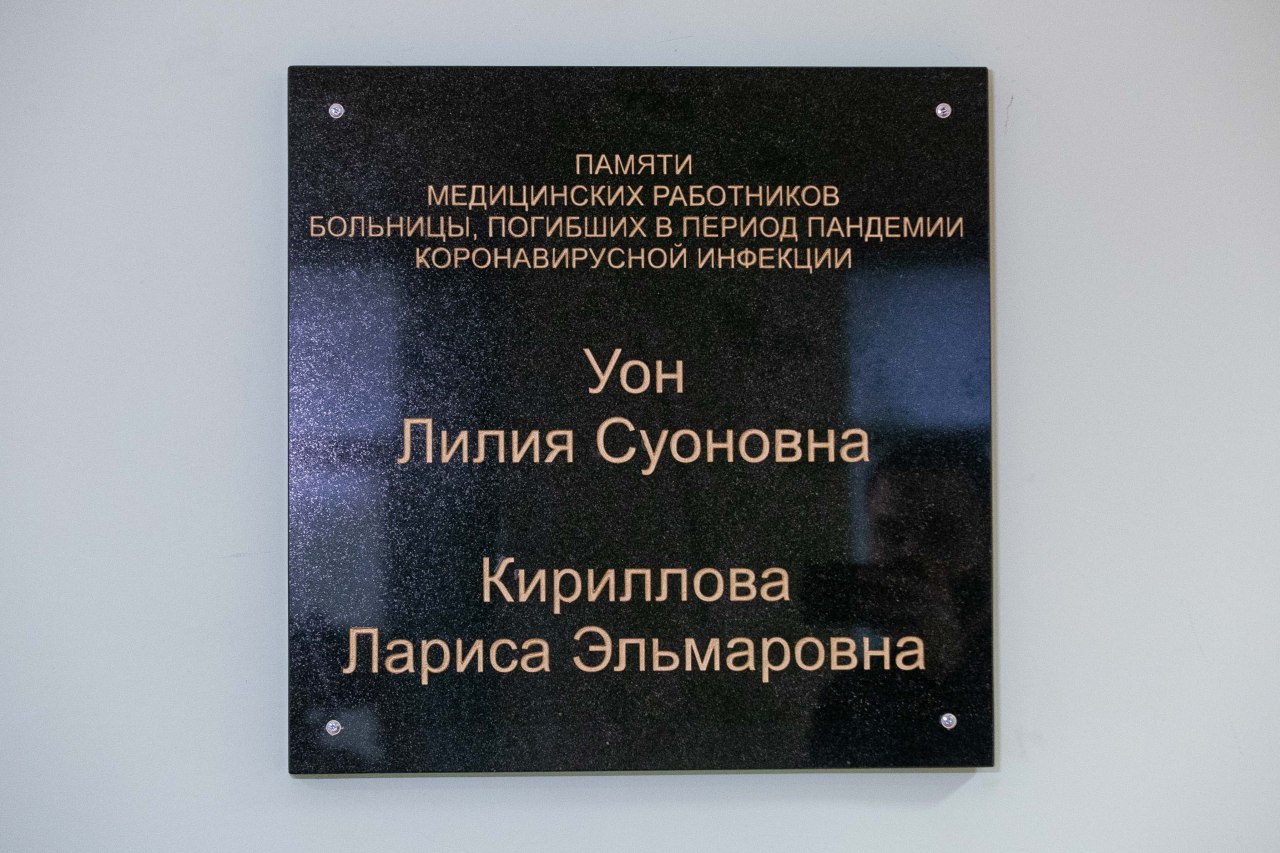 ПАМЯТИ
МЕДИЦИНСКИХ РАБОТНИКОВ
БОЛЬНИЦЫ, ПОГИБШИХ В ПЕРИОД ПАНДЕМИИ
КОРОНАВИРУСНОЙ ИНФЕКЦИИ
Уон
Лилия Суоновна
Кириллова
Лариса Эльмаровна